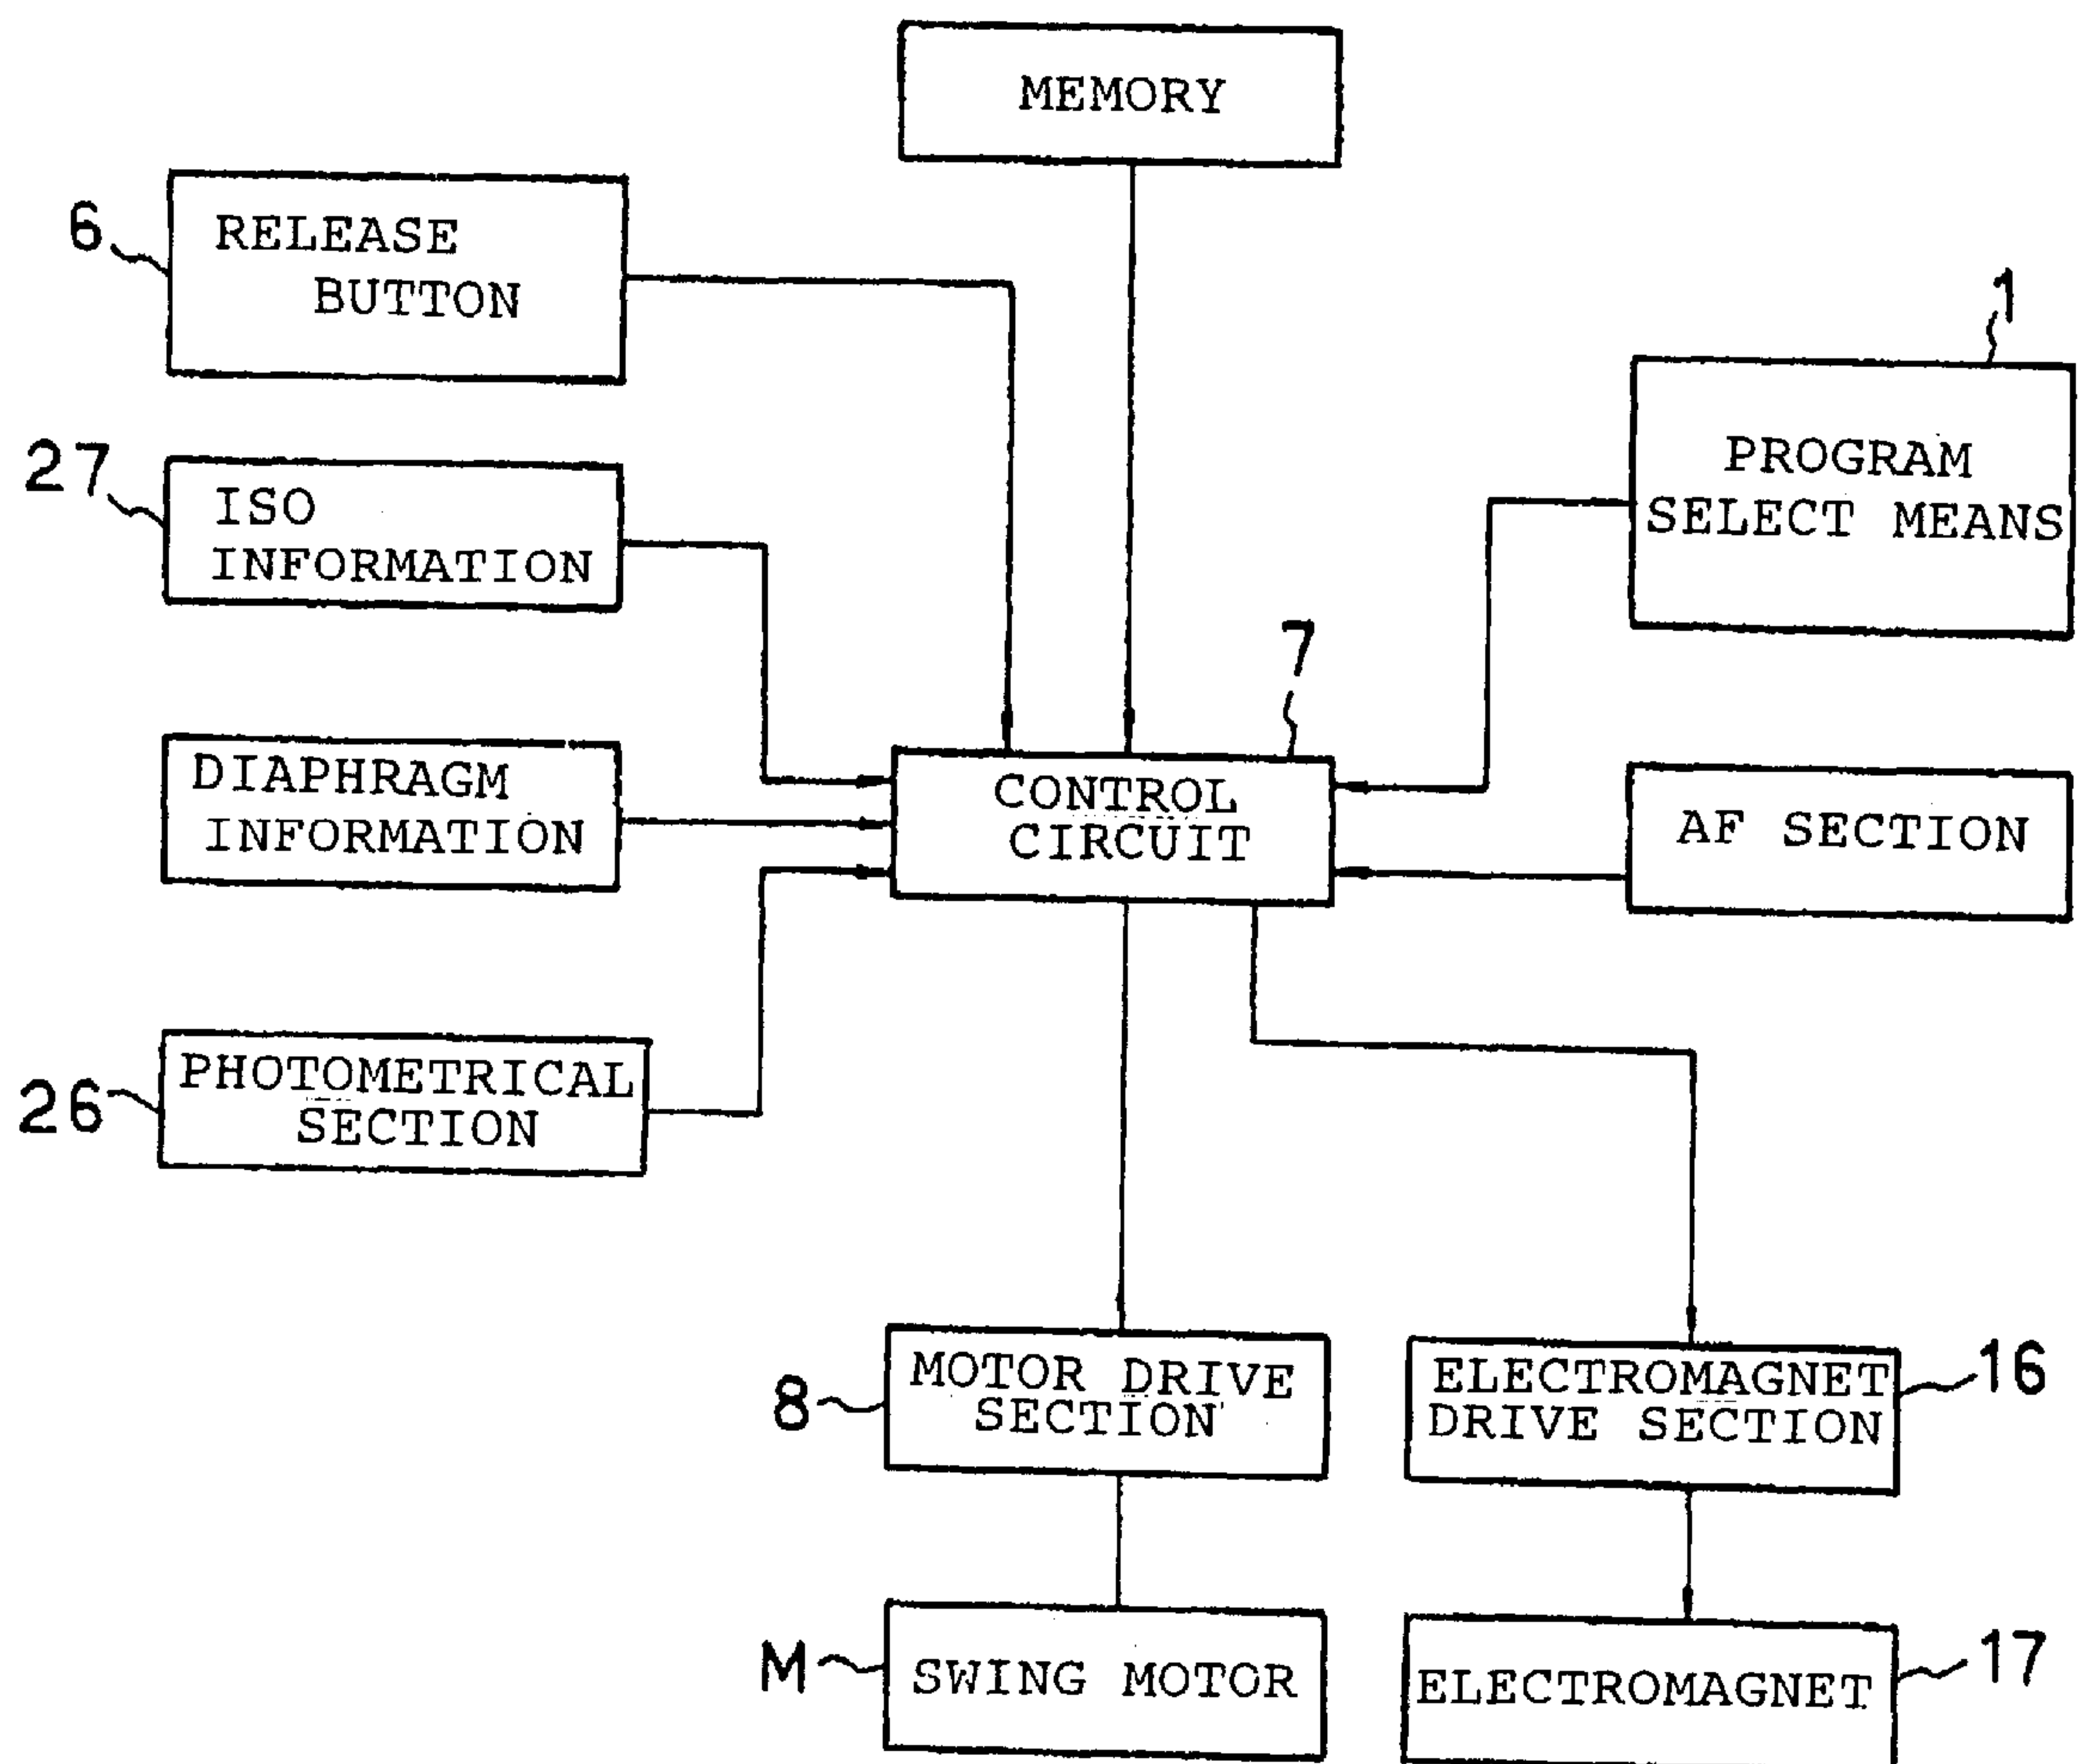 MEMORY
6
RELEASE
BUTTON
1
27
ISO
INFORMATION
PROGRAM
SELECT MEANS
7
DIAPHRAGM
INFORMATION
CONTROL
CIRCUIT
AF SECTION
26
PHOTOMETRICAL
SECTION
8
MOTOR DRIVE
SECTION
ELECTROMAGNET
DRIVE SECTION
16
M
SWING MOTOR
ELECTROMAGNET
17